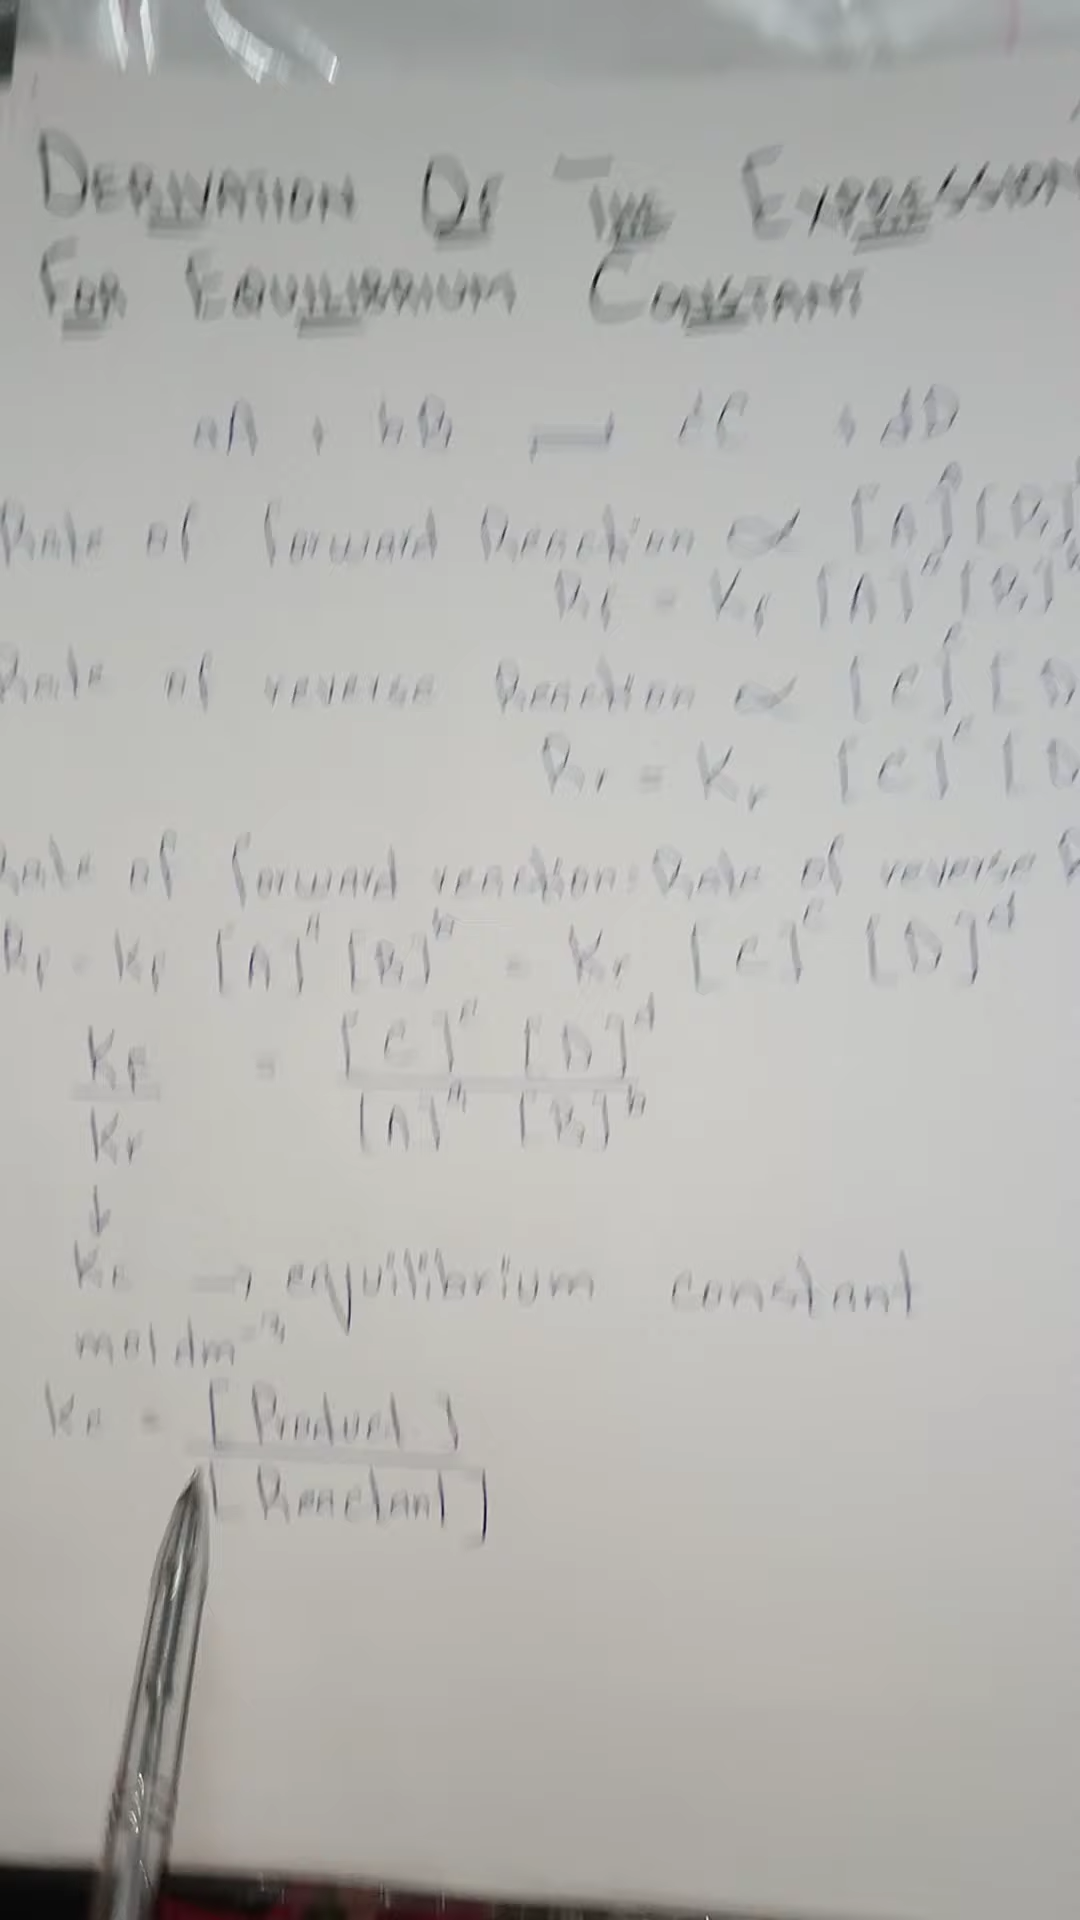 DERIVATION Of THE EXPRESSION
FOR EQUILIBRIUM CONSTANT
aA + bB ⇌ cC + dD
Rate of forward Reaction ∝ [A]ᵃ [B]
Rf = Kf [A]ᵃ [B]ᵇ
Rate of reverse Reaction ∝ [C]ᶜ [D
Rr = Kr [C]ᶜ [D
Rate of forward reaction = Rate of reverse R
Rf = Kf [A]ᵃ [B]ᵇ = Kr [C]ᶜ [D]ᵈ
KF = [C]ᶜ [D]ᵈ
Kr [A]ᵃ [B]ᵇ
↓
Kc → equilibrium constant
mol dm⁻³
Kc = [Product]
[Reactant]